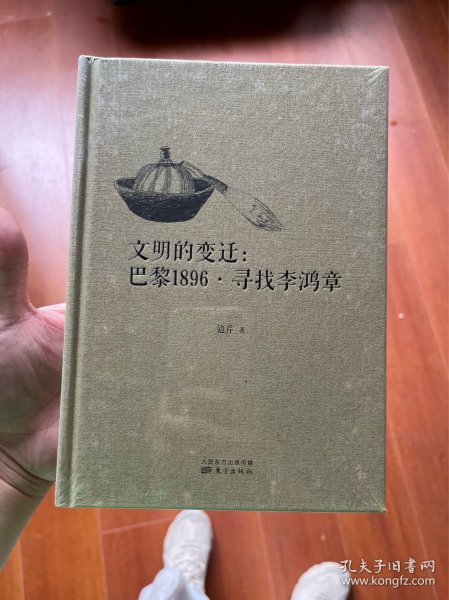 文明的变迁：
巴黎1896·寻找李鸿章
边芹 著
人民东方出版传媒
東方出版社
孔夫子旧书网
www.kongfz.com